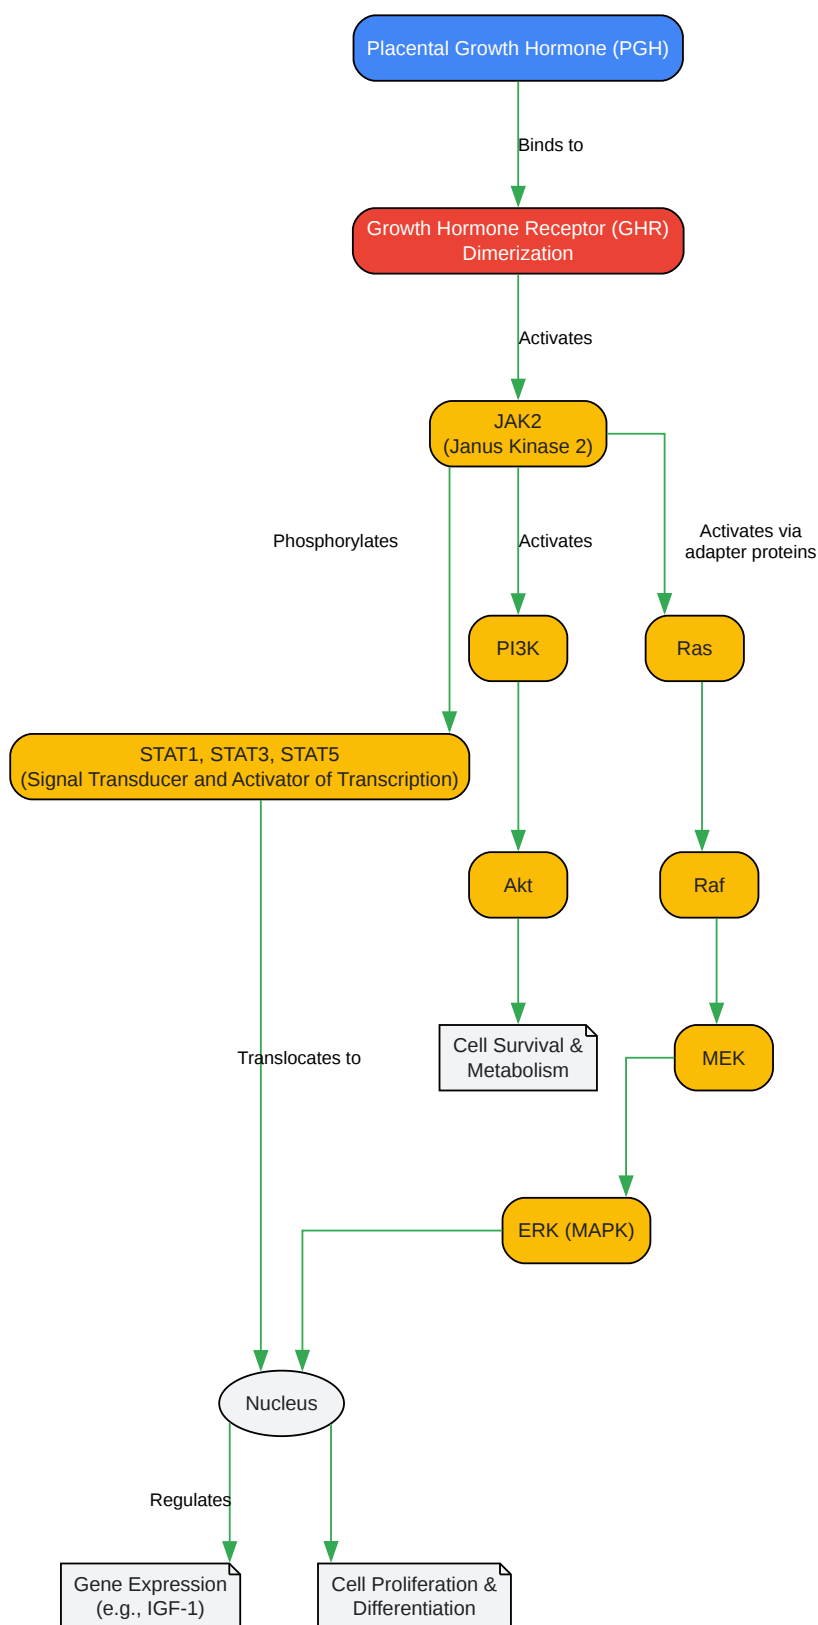 Placental Growth Hormone (PGH)
Binds to
Growth Hormone Receptor (GHR)
Dimerization
Activates
JAK2
(Janus Kinase 2)
Phosphorylates
Activates
Activates via
adapter proteins
PI3K
Ras
STAT1, STAT3, STAT5
(Signal Transducer and Activator of Transcription)
Akt
Raf
Translocates to
Cell Survival &
Metabolism
MEK
ERK (MAPK)
Nucleus
Regulates
Gene Expression
(e.g., IGF-1)
Cell Proliferation &
Differentiation